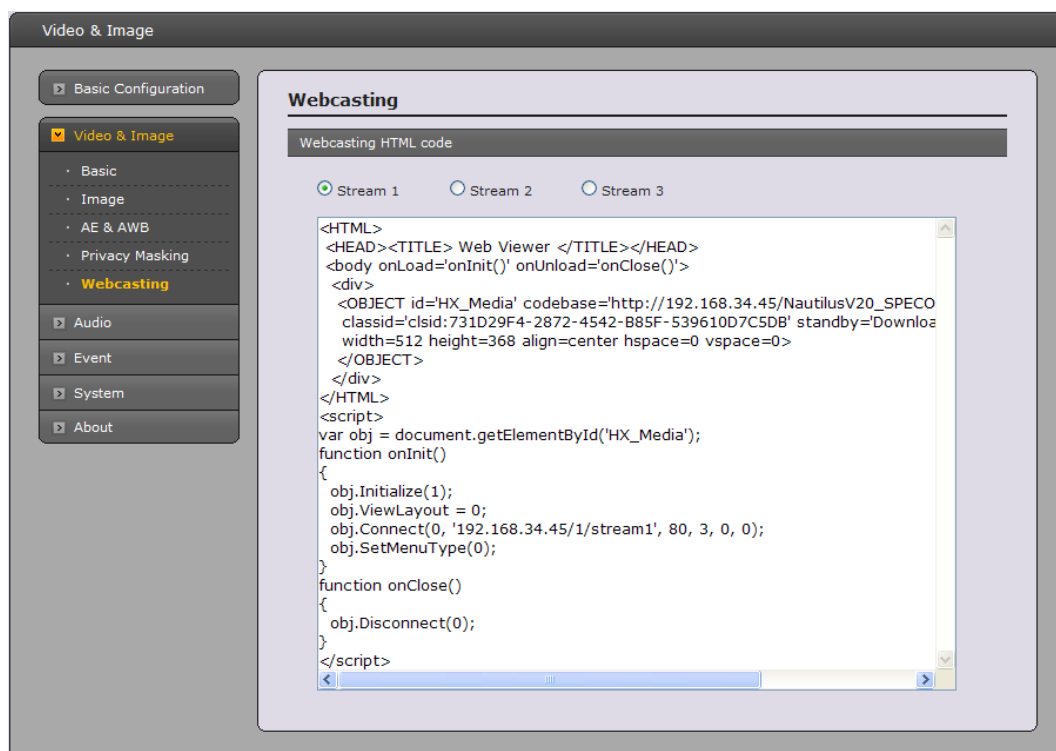 Video & Image
Basic Configuration
Video & Image
· Basic
· Image
· AE & AWB
· Privacy Masking
· Webcasting
Audio
Event
System
About
Webcasting
Webcasting HTML code
Stream 1 Stream 2 Stream 3
<HTML>
<HEAD><TITLE> Web Viewer </TITLE></HEAD>
<body onLoad='onInit()' onUnload='onClose()'>
<div>
<OBJECT id='HX_Media' codebase='http://192.168.34.45/NautilusV20_SPECO
classid='clsid:731D29F4-2872-4542-B85F-539610D7C5DB' standby='Downloa
width=512 height=368 align=center hspace=0 vspace=0>
</OBJECT>
</div>
</HTML>
<script>
var obj = document.getElementById('HX_Media');
function onInit()
{
obj.Initialize(1);
obj.ViewLayout = 0;
obj.Connect(0, '192.168.34.45/1/stream1', 80, 3, 0, 0);
obj.SetMenuType(0);
}
function onClose()
{
obj.Disconnect(0);
}
</script>